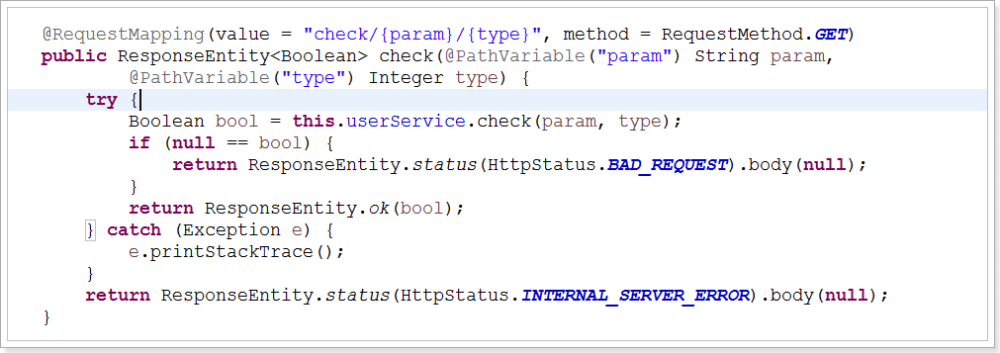 @RequestMapping(value = "check/{param}/{type}", method = RequestMethod.GET)
public ResponseEntity<Boolean> check(@PathVariable("param") String param,
        @PathVariable("type") Integer type) {
    try {
        Boolean bool = this.userService.check(param, type);
        if (null == bool) {
            return ResponseEntity.status(HttpStatus.BAD_REQUEST).body(null);
        }
        return ResponseEntity.ok(bool);
    } catch (Exception e) {
        e.printStackTrace();
    }
    return ResponseEntity.status(HttpStatus.INTERNAL_SERVER_ERROR).body(null);
}